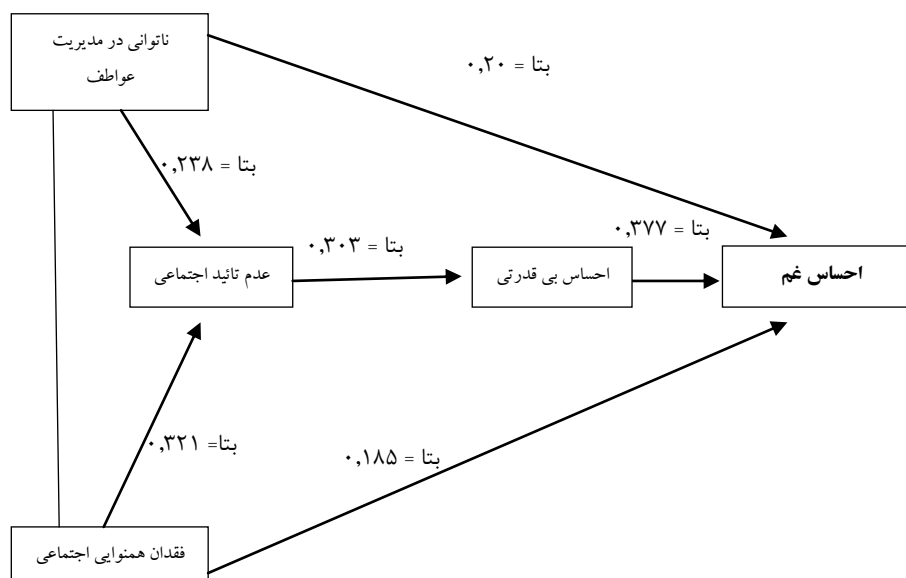 ناتوانی در مدیریت
عواطف
بتا = ۰,۲۰
بتا = ۰,۲۳۸
بتا = ۰,۳۰۳
بتا = ۰,۳۷۷
عدم تائید اجتماعی
احساس بی قدرتی
احساس غم
بتا= ۰,۳۲۱
بتا = ۰,۱۸۵
فقدان همنوایی اجتماعی